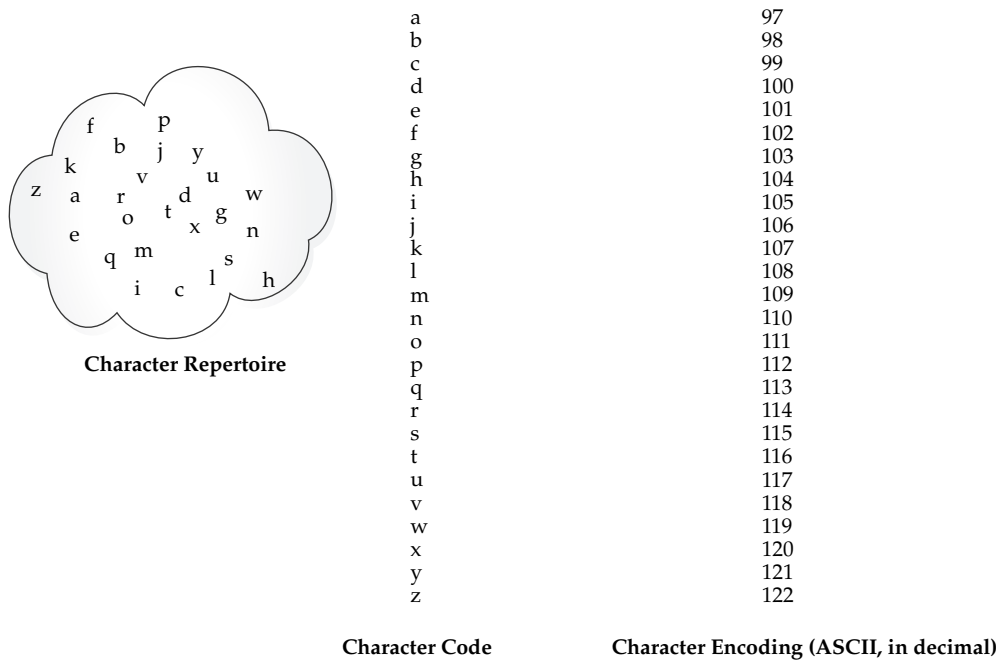 f p
b j y
k v u
z a r d w
o t g
e x n
q m s
i c l h
Character Repertoire
a 97
b 98
c 99
d 100
e 101
f 102
g 103
h 104
i 105
j 106
k 107
l 108
m 109
n 110
o 111
p 112
q 113
r 114
s 115
t 116
u 117
v 118
w 119
x 120
y 121
z 122
Character Code
Character Encoding (ASCII, in decimal)